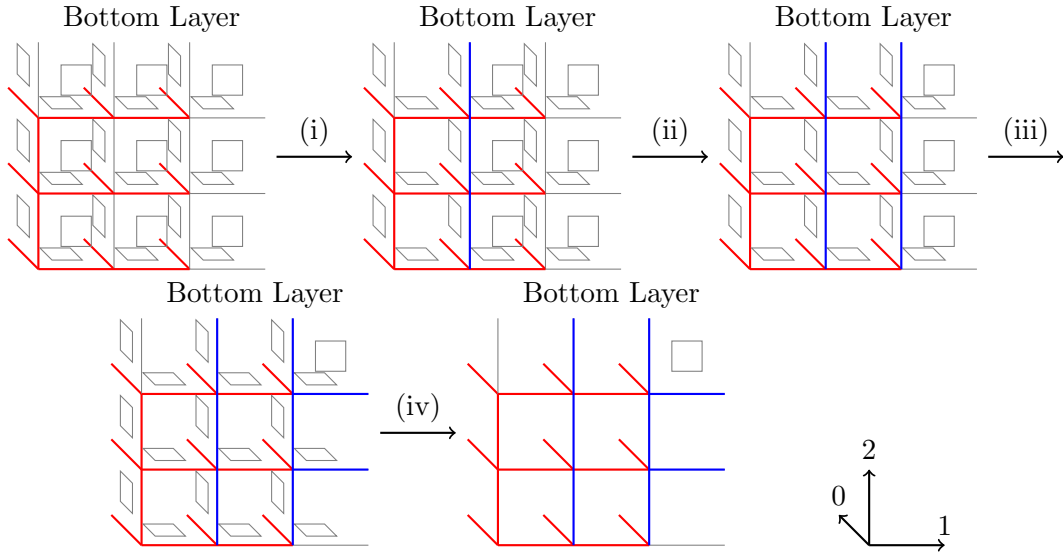 Bottom Layer
Bottom Layer
Bottom Layer
(i)
(ii)
(iii)
Bottom Layer
Bottom Layer
(iv)
2
0
1